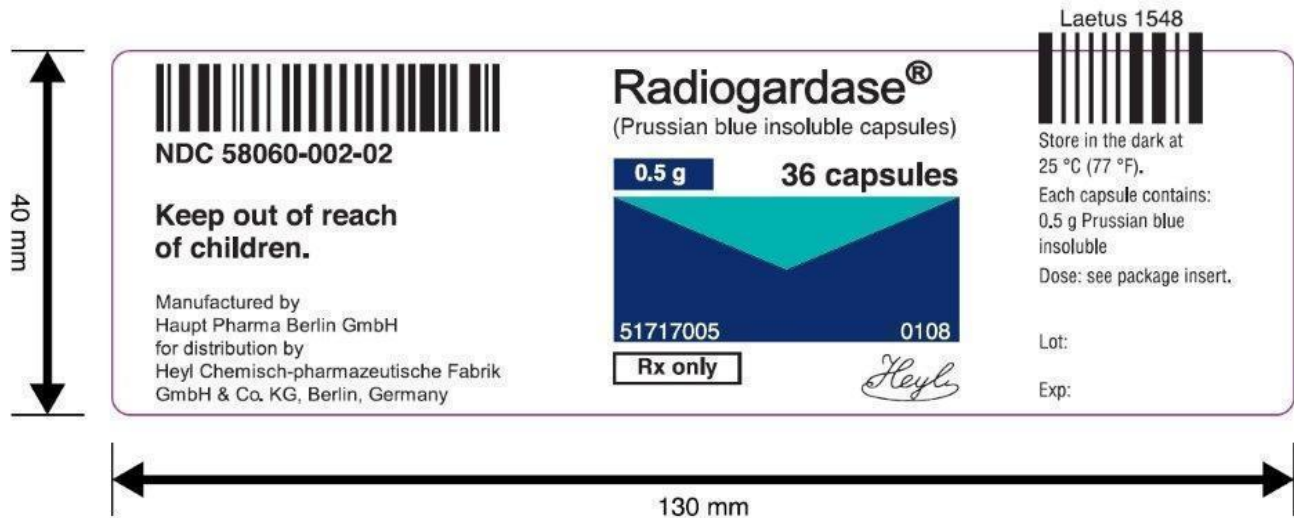 Laetus 1548
40 mm
NDC 58060-002-02
Keep out of reach
of children.
Manufactured by
Haupt Pharma Berlin GmbH
for distribution by
Heyl Chemisch-pharmazeutische Fabrik
GmbH & Co. KG, Berlin, Germany
Radiogardase®
(Prussian blue insoluble capsules)
0.5 g 36 capsules
51717005 0108
Rx only Heyl
Store in the dark at
25 °C (77 °F).
Each capsule contains:
0.5 g Prussian blue
insoluble
Dose: see package insert.
Lot:
Exp:
130 mm